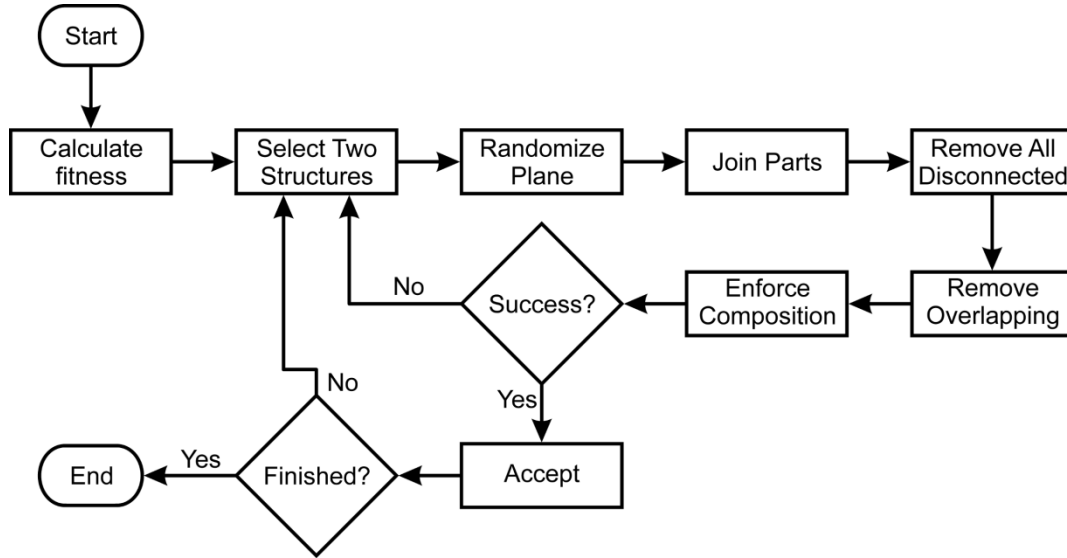 Start
Calculate
fitness
Select Two
Structures
Randomize
Plane
Join Parts
Remove All
Disconnected
Remove
Overlapping
Enforce
Composition
Success?
No
Yes
Accept
Finished?
No
Yes
End